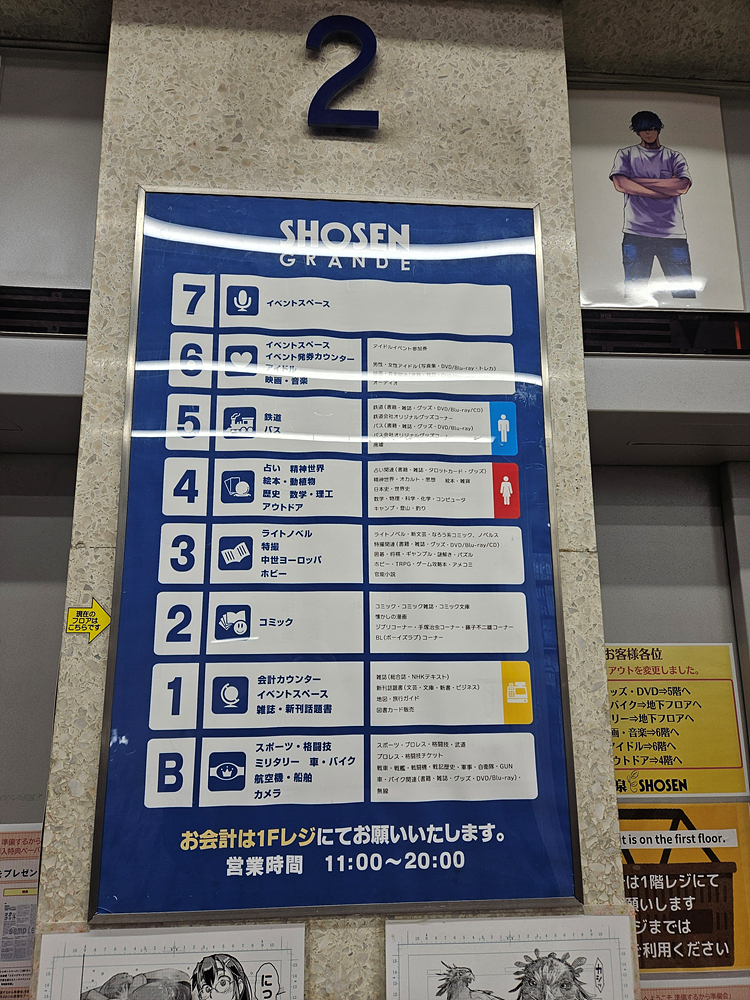 2
SHOSEN
GRANDE
7
イベントスペース
6
イベントスペース
イベント発券カウンター
アイドル
映画・音楽
アイドルイベント参加券
男性・女性アイドル(写真集・DVD/Blu-ray・トレカ)
オーディオ
5
鉄道
バス
鉄道(書籍・雑誌・グッズ・DVD/Blu-ray/CD)
鉄道会社オリジナルグッズコーナー
バス(書籍・雑誌・グッズ・DVD/Blu-ray)
バス会社オリジナルグッズコーナー
4
占い 精神世界
絵本・動植物
歴史 数学・理工
アウトドア
占い関連(書籍・雑誌・タロットカード・グッズ)
精神世界・オカルト・思想 絵本・雑貨
日本史・世界史
数学・物理・科学・化学・コンピュータ
キャンプ・登山・釣り
3
ライトノベル
特撮
中世ヨーロッパ
ホビー
ライトノベル・新文芸・なろう系コミック、ノベルス
特撮関連(書籍・雑誌・グッズ・DVD/Blu-ray/CD)
囲碁・将棋・ギャンブル・謎解き・パズル
ホビー・TRPG・ゲーム攻略本・アメコミ
官能小説
現在の
フロアは
こちらです
2
コミック
コミック・コミック雑誌・コミック文庫
懐かしの漫画
ジブリコーナー・手塚治虫コーナー・藤子不二雄コーナー
BL(ボーイズラブ)コーナー
1
会計カウンター
イベントスペース
雑誌・新刊話題書
雑誌(総合誌・NHKテキスト)
新刊話題書(文芸・文庫・新書・ビジネス)
地図・旅行ガイド
図書カード販売
B
スポーツ・格闘技
ミリタリー 車・バイク
航空機・船舶
カメラ
スポーツ・プロレス・格闘技・武道
プロレス・格闘技チケット
戦車・戦艦・戦闘機・戦記歴史・軍事・自衛隊・GUN
車・バイク関連(書籍・雑誌・グッズ・DVD/Blu-ray)・
無線
お会計は1Fレジにてお願いいたします。
営業時間 11:00～20:00
お客様各位
アウトを変更しました。
ッズ・DVD⇒5階へ
バイク⇒地下フロアへ
リー⇒地下フロアへ
画・音楽⇒6階へ
イドル⇒6階へ
ウトドア⇒4階へ
泉 SHOSEN
It is on the first floor.
は1階レジにて
願いします
ジまでは
ご利用ください
をプレゼン
sample
にっ